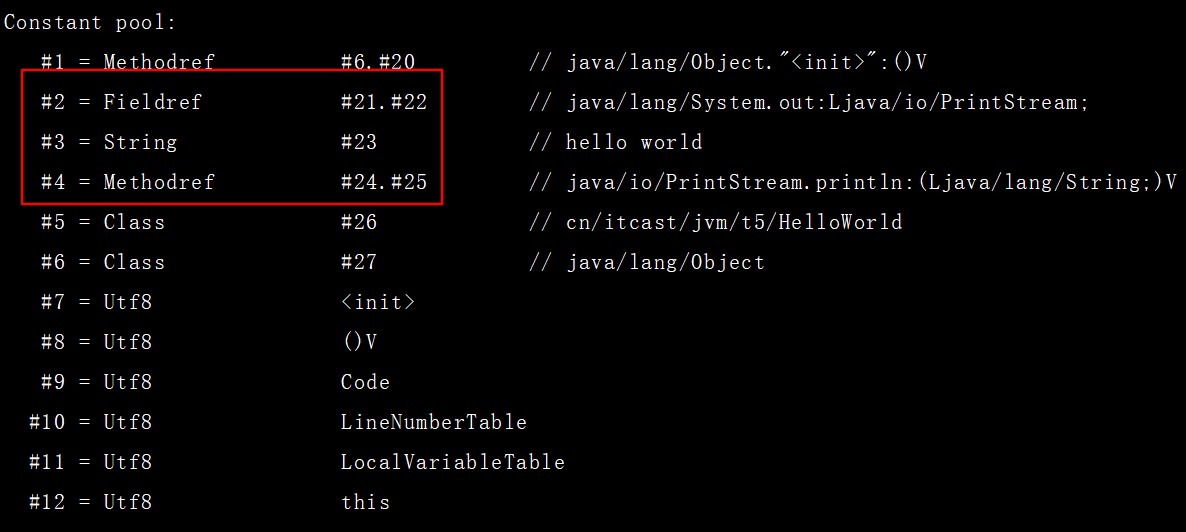 Constant pool:
#1 = Methodref #6.#20 // java/lang/Object."<init>":()V
#2 = Fieldref #21.#22 // java/lang/System.out:Ljava/io/PrintStream;
#3 = String #23 // hello world
#4 = Methodref #24.#25 // java/io/PrintStream.println:(Ljava/lang/String;)V
#5 = Class #26 // cn/itcast/jvm/t5/HelloWorld
#6 = Class #27 // java/lang/Object
#7 = Utf8 <init>
#8 = Utf8 ()V
#9 = Utf8 Code
#10 = Utf8 LineNumberTable
#11 = Utf8 LocalVariableTable
#12 = Utf8 this